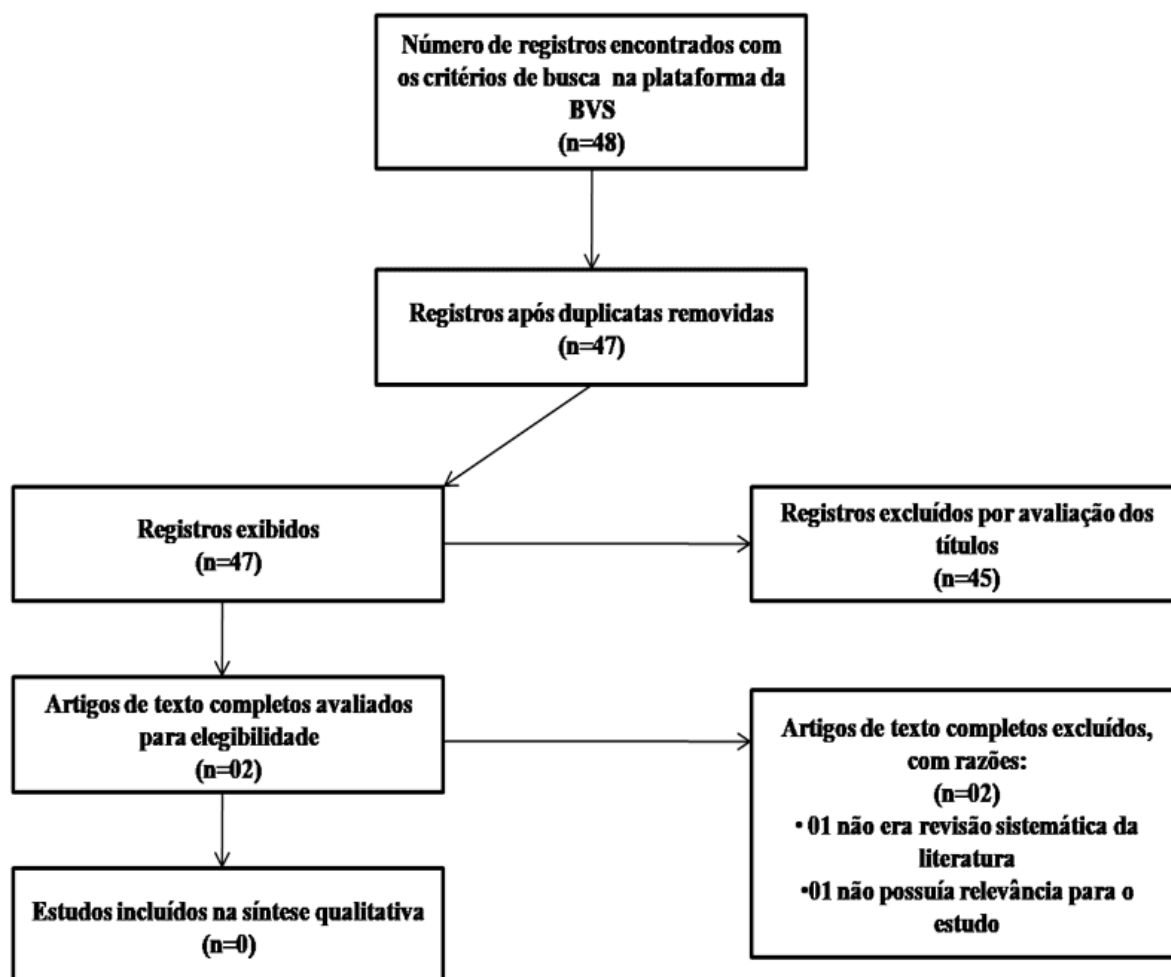 Número de registros encontrados com
os critérios de busca na plataforma da
BVS
(n=48)
Registros após duplicatas removidas
(n=47)
Registros exibidos
(n=47)
Registros excluídos por avaliação dos
títulos
(n=45)
Artigos de texto completos avaliados
para elegibilidade
(n=02)
Artigos de texto completos excluídos,
com razões:
(n=02)
• 01 não era revisão sistemática da
literatura
•01 não possuía relevância para o
estudo
Estudos incluídos na síntese qualitativa
(n=0)